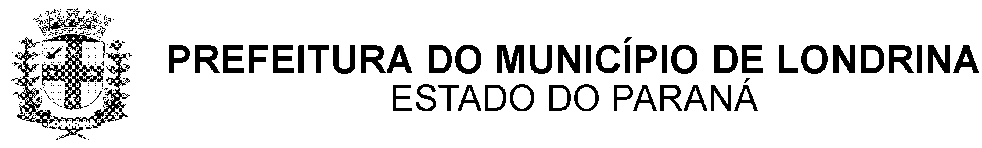 PREFEITURA DO MUNICÍPIO DE LONDRINA
ESTADO DO PARANÁ